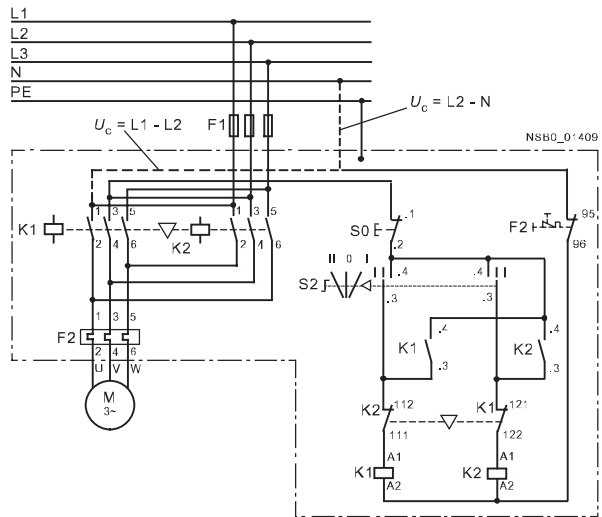 L1
L2
L3
N
PE
Uc = L1 - L2
F1
Uc = L2 - N
NSB0_01409
1 3 5
1 3 5
K1
K2
2 4 6
2 4 6
S0 E
.1
.2
F2
95
96
II 0 I
S2
.4
.4
.3
.3
1 3 5
F2
2 4 6
U V W
M
3~
K1
.4
.3
K2
.4
.3
K2
112
111
K1
121
122
K1
A1
A2
K2
A1
A2